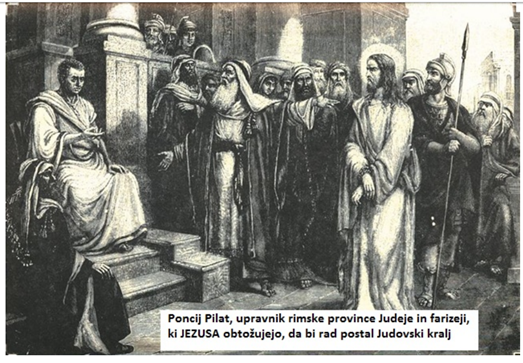 Poncij Pilat, upravnik rimske province Judeje in farizeji,
ki JEZUSA obtožujejo, da bi rad postal Judovski kralj